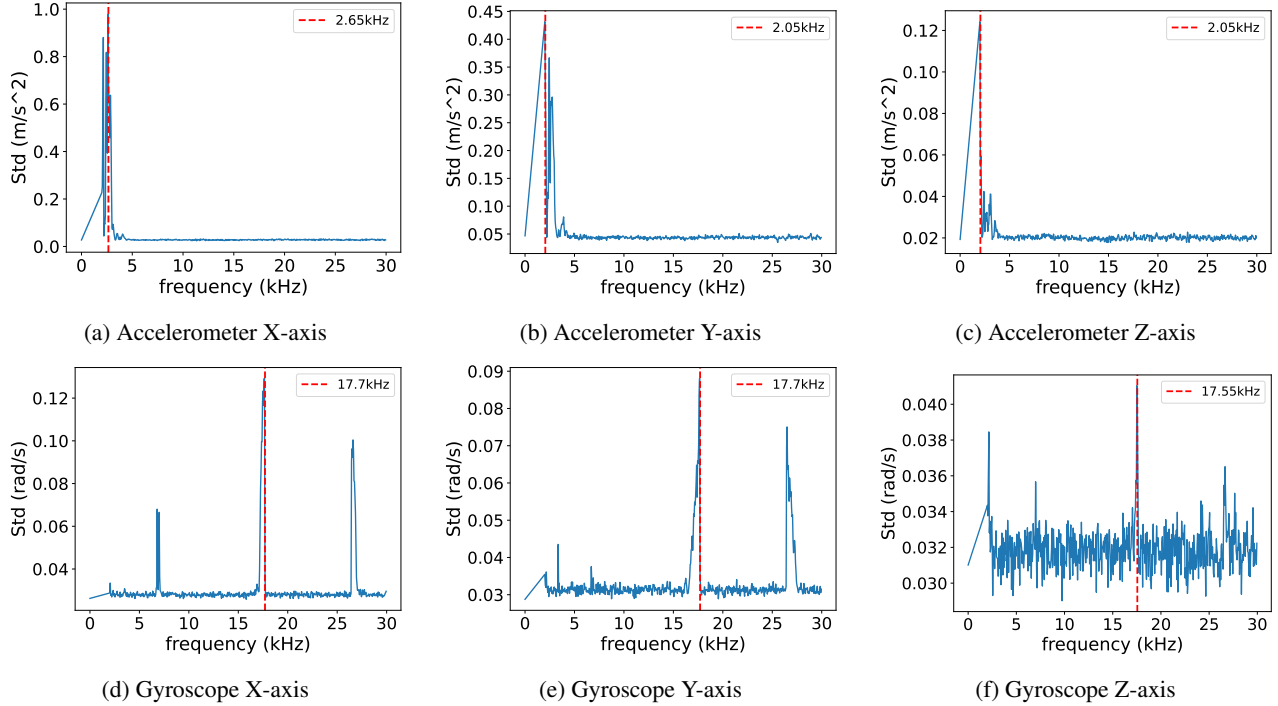 2.65kHz
Std (m/s^2)
1.0
0.8
0.6
0.4
0.2
0.0
0 5 10 15 20 25 30
frequency (kHz)
(a) Accelerometer X-axis
2.05kHz
Std (m/s^2)
0.45
0.40
0.35
0.30
0.25
0.20
0.15
0.10
0.05
0 5 10 15 20 25 30
frequency (kHz)
(b) Accelerometer Y-axis
2.05kHz
Std (m/s^2)
0.12
0.10
0.08
0.06
0.04
0.02
0 5 10 15 20 25 30
frequency (kHz)
(c) Accelerometer Z-axis
17.7kHz
Std (rad/s)
0.12
0.10
0.08
0.06
0.04
0 5 10 15 20 25 30
frequency (kHz)
(d) Gyroscope X-axis
17.7kHz
Std (rad/s)
0.09
0.08
0.07
0.06
0.05
0.04
0.03
0 5 10 15 20 25 30
frequency (kHz)
(e) Gyroscope Y-axis
17.55kHz
Std (rad/s)
0.040
0.038
0.036
0.034
0.032
0.030
0 5 10 15 20 25 30
frequency (kHz)
(f) Gyroscope Z-axis